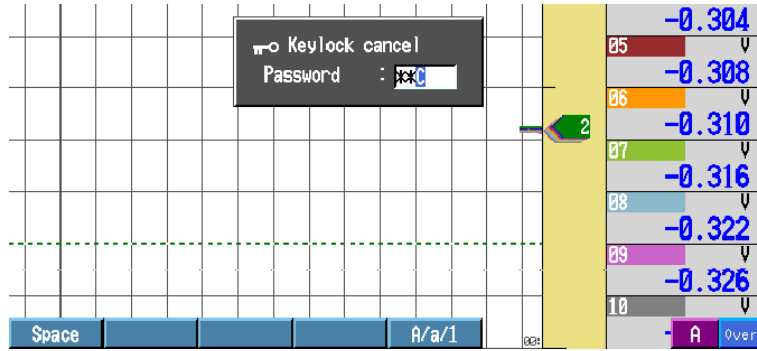 -0.304
Keylock cancel
Password : **C
05 V
-0.308
06 V
-0.310
2
07 V
-0.316
08 V
-0.322
09 V
-0.326
10 V
Space
A/a/1
00:
-
A
Over